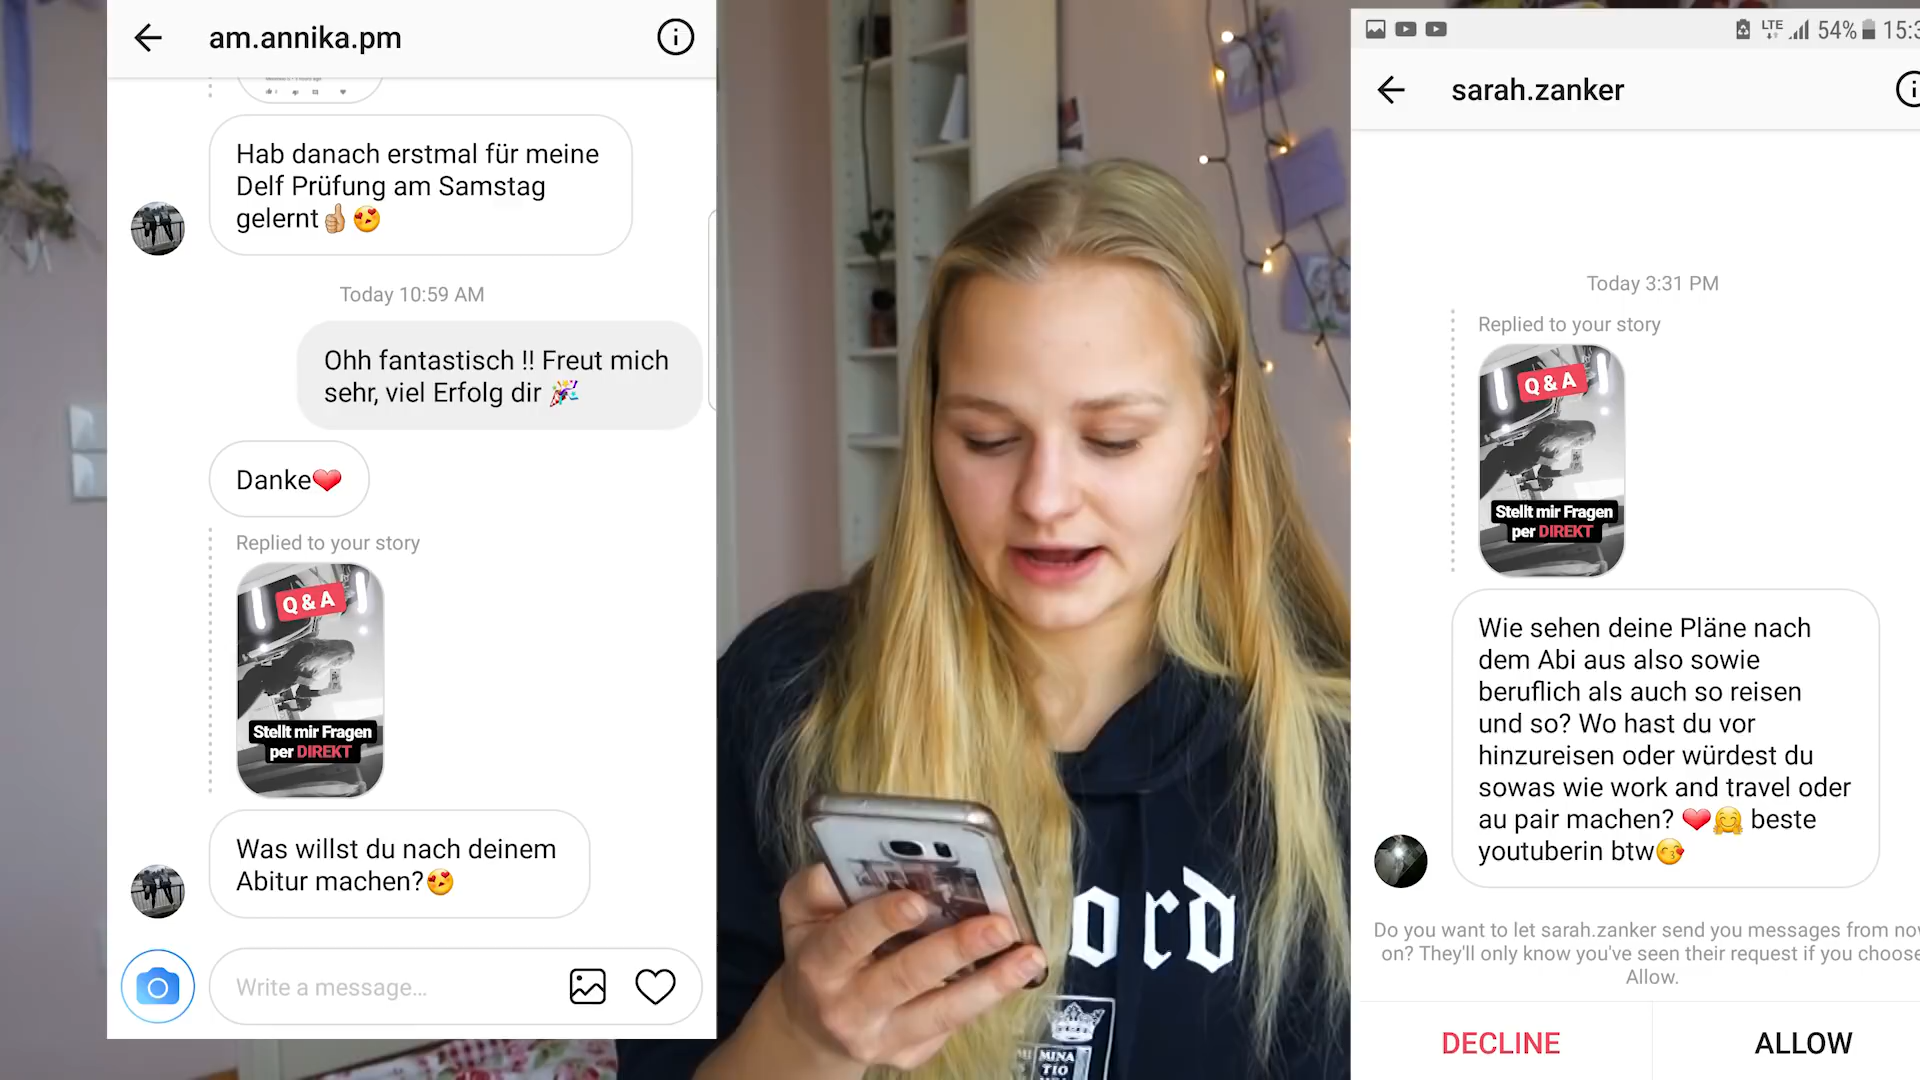 am.annika.pm
Hab danach erstmal für meine
Delf Prüfung am Samstag
gelernt👍🏼😍
Today 10:59 AM
Ohh fantastisch !! Freut mich
sehr, viel Erfolg dir 🎉
Danke❤️
Replied to your story
Q & A
Stellt mir Fragen
per DIREKT
Was willst du nach deinem
Abitur machen?😍
Write a message...
ord
MINA
TIO
LTE 54% 15:3
sarah.zanker
Today 3:31 PM
Replied to your story
Q & A
Stellt mir Fragen
per DIREKT
Wie sehen deine Pläne nach
dem Abi aus also sowie
beruflich als auch so reisen
und so? Wo hast du vor
hinzureisen oder würdest du
sowas wie work and travel oder
au pair machen? ❤️🤗 beste
youtuberin btw😙
Do you want to let sarah.zanker send you messages from now
on? They'll only know you've seen their request if you choose
Allow.
DECLINE
ALLOW